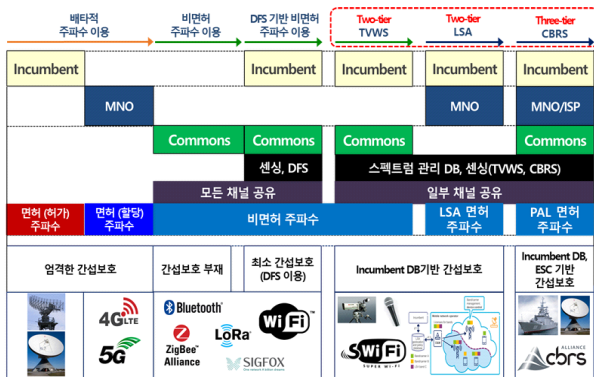 배타적
주파수 이용
비면허
주파수 이용
DFS 기반 비면허
주파수 이용
Two-tier
TVWS
Two-tier
LSA
Three-tier
CBRS
Incumbent
Incumbent
Incumbent
Incumbent
Incumbent
MNO
MNO
MNO/ISP
Commons
Commons
Commons
Commons
센싱, DFS
스펙트럼 관리 DB, 센싱(TVWS, CBRS)
모든 채널 공유
일부 채널 공유
면허 (허가)
주파수
면허 (할당)
주파수
비면허 주파수
LSA 면허
주파수
PAL 면허
주파수
엄격한 간섭보호
간섭보호 부재
최소 간섭보호
(DFS 이용)
Incumbent DB기반 간섭보호
Incumbent DB,
ESC 기반
간섭보호
4G LTE
5G
Bluetooth®
ZigBee™
Alliance
LoRa™
SIGFOX
WiFi™
SWiFi
SUPER WI-FI
ALLIANCE
cbrs